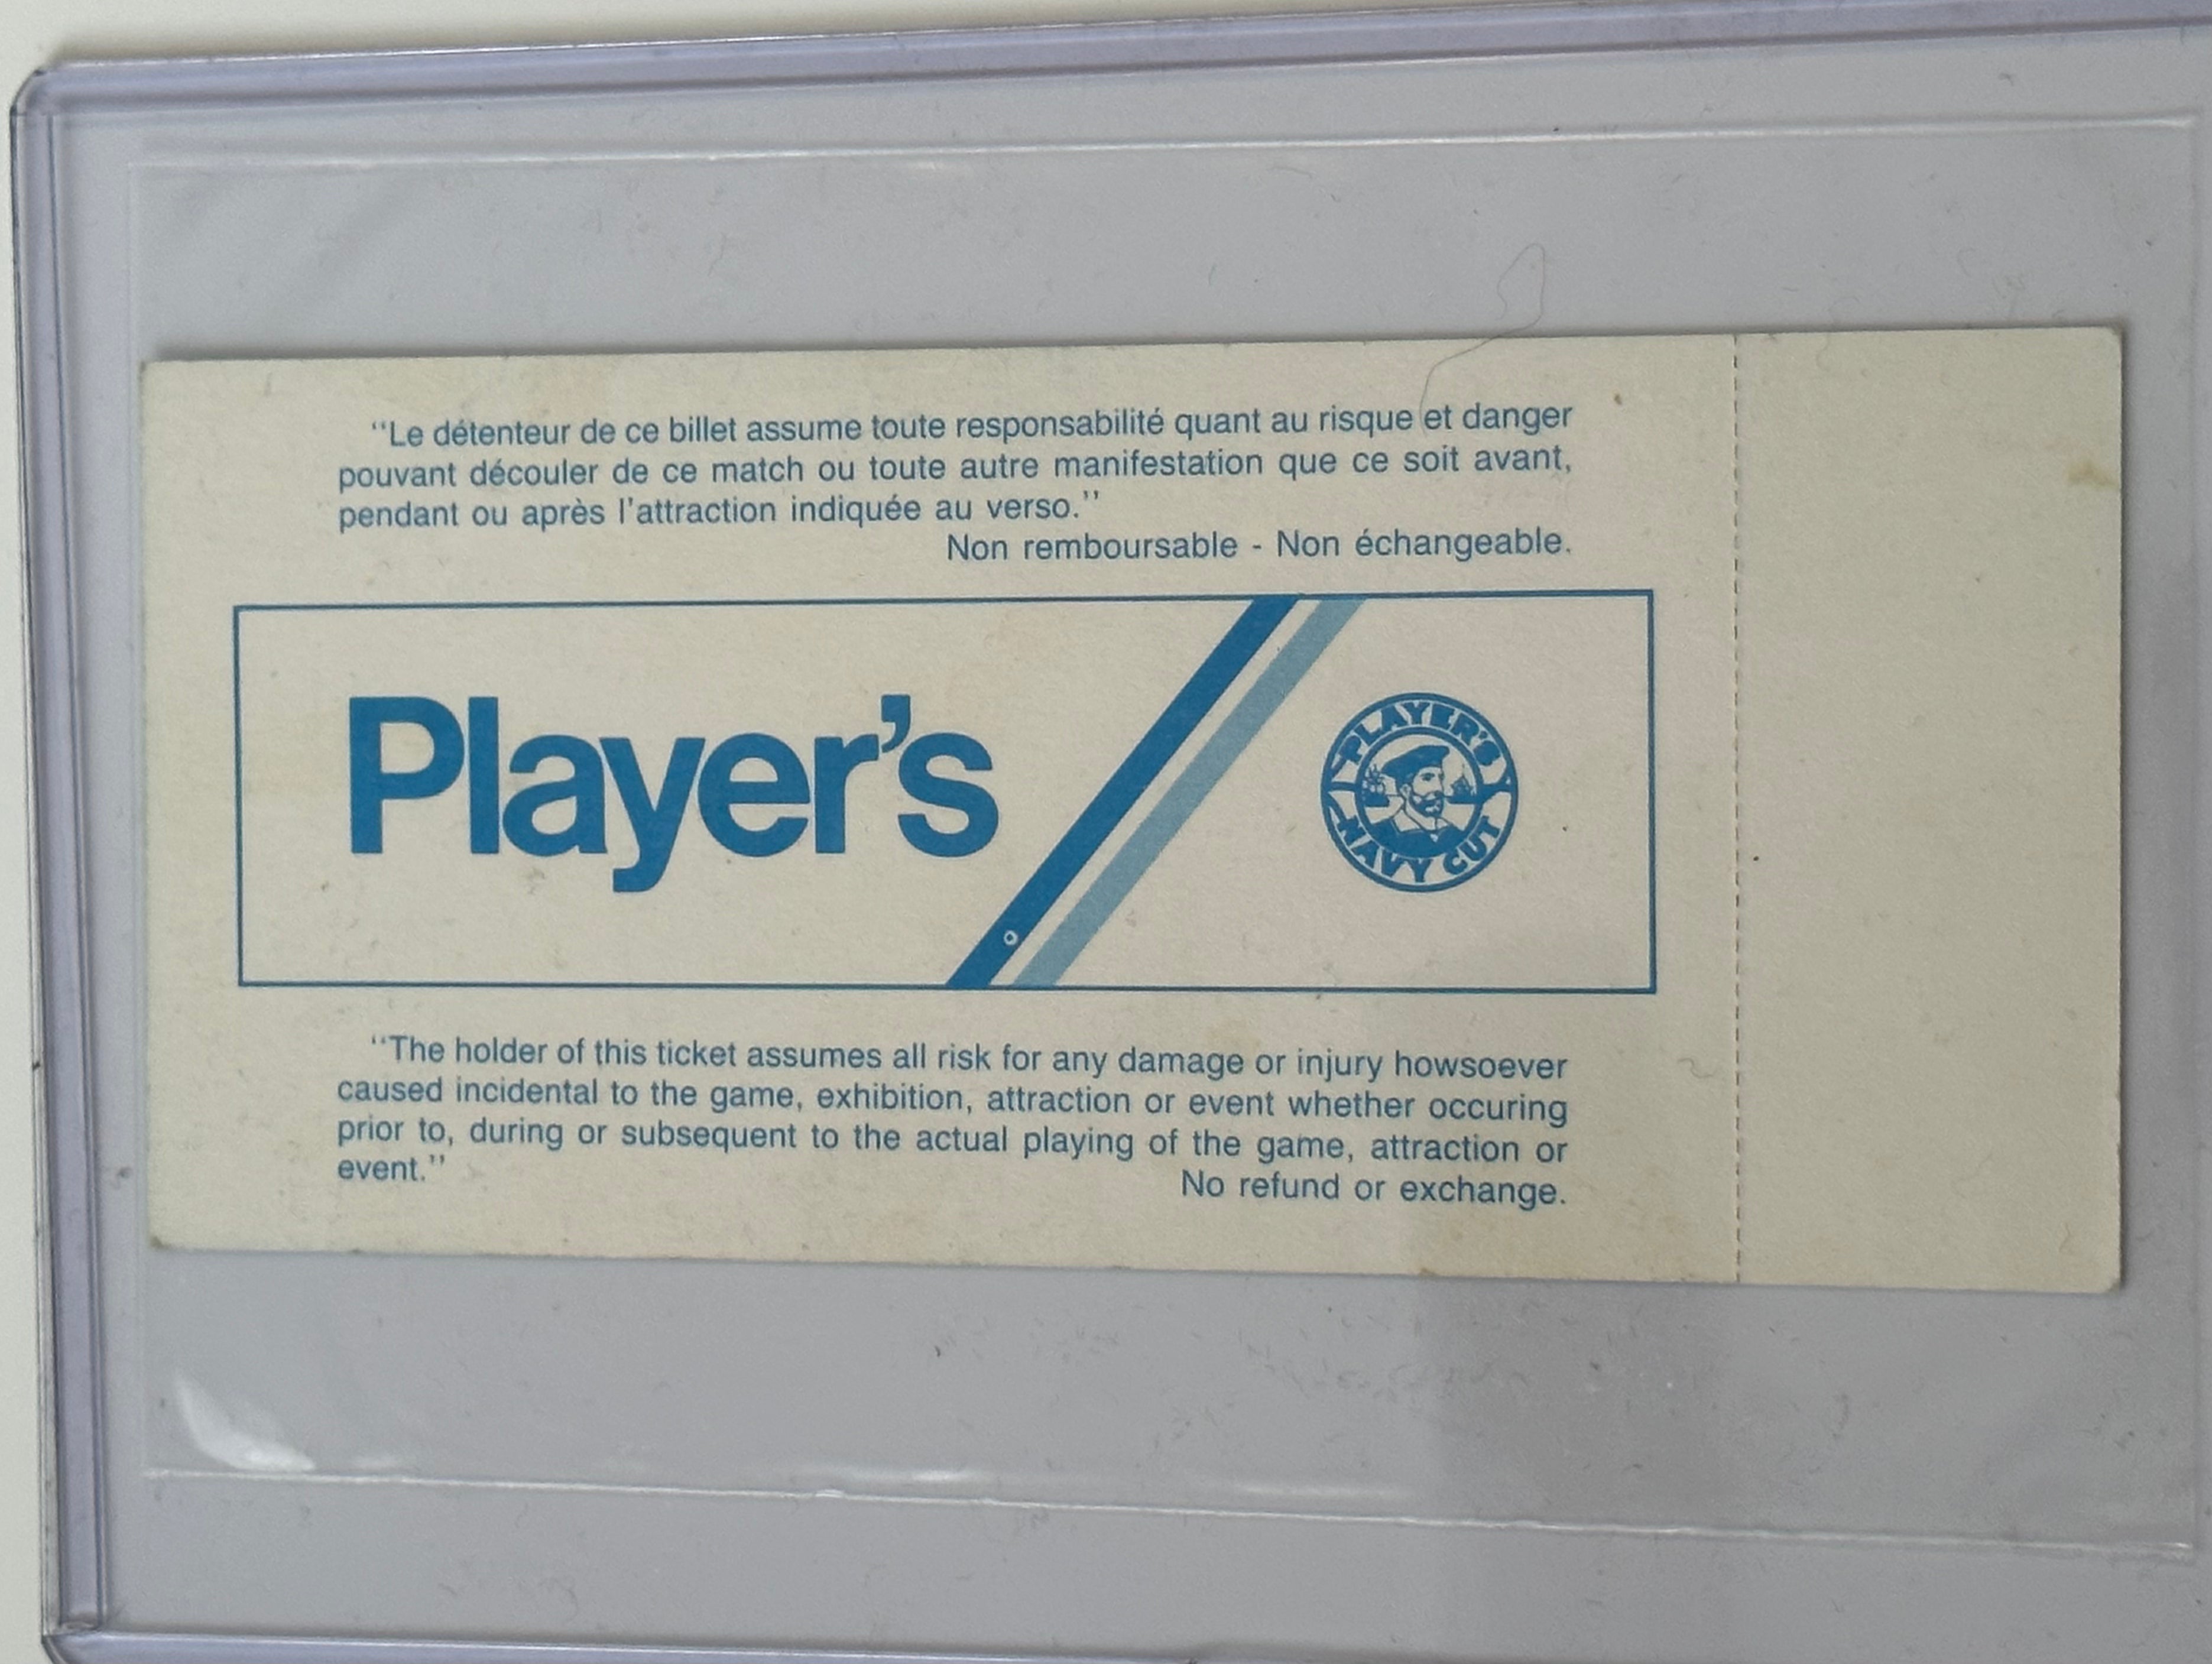 "Le détenteur de ce billet assume toute responsabilité quant au risque et danger
pouvant découler de ce match ou toute autre manifestation que ce soit avant,
pendant ou après l'attraction indiquée au verso."
Non remboursable - Non échangeable.
Player's
PLAYER'S
NAVY CUT
"The holder of this ticket assumes all risk for any damage or injury howsoever
caused incidental to the game, exhibition, attraction or event whether occuring
prior to, during or subsequent to the actual playing of the game, attraction or
event."
No refund or exchange.